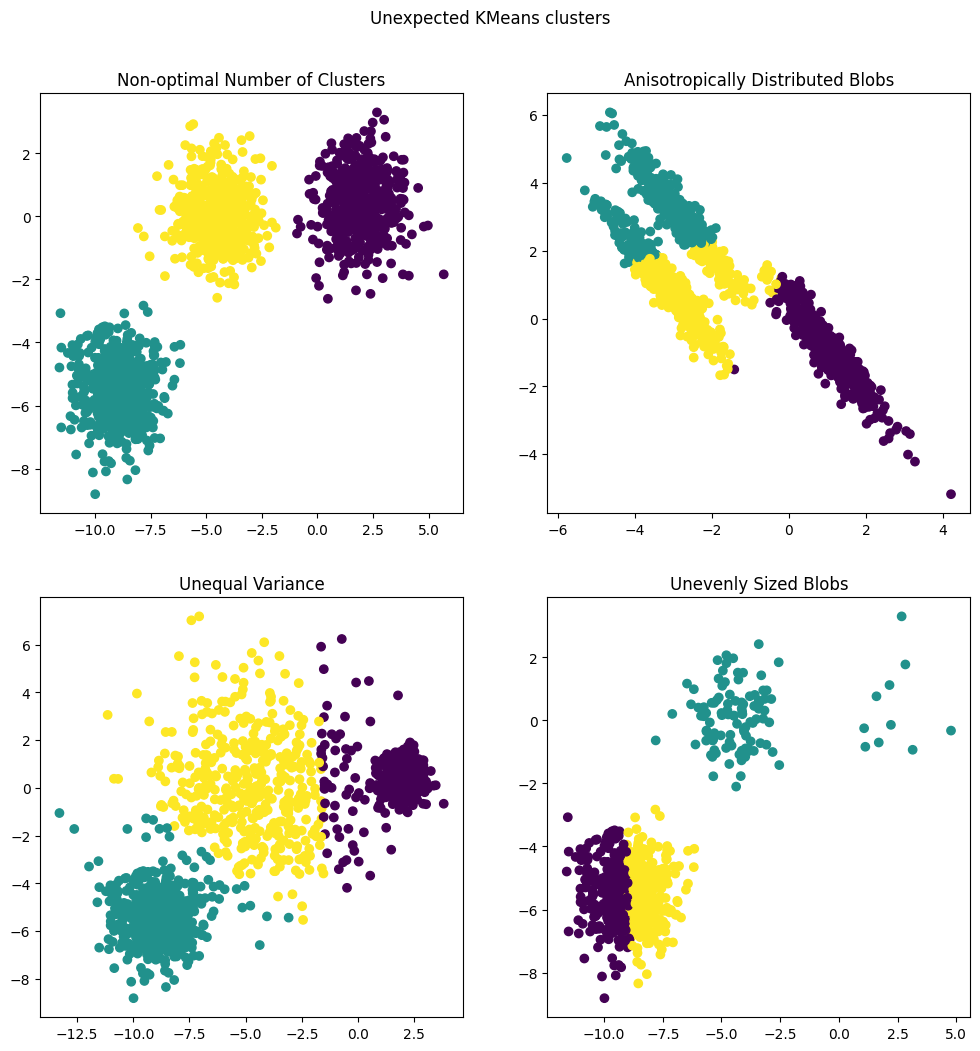 Unexpected KMeans clusters
Non-optimal Number of Clusters
Anisotropically Distributed Blobs
2
0
−2
−4
−6
−8
−10.0 −7.5 −5.0 −2.5 0.0 2.5 5.0
6
4
2
0
−2
−4
−6 −4 −2 0 2 4
Unequal Variance
Unevenly Sized Blobs
6
4
2
0
−2
−4
−6
−8
−12.5 −10.0 −7.5 −5.0 −2.5 0.0 2.5
2
0
−2
−4
−6
−8
−10.0 −7.5 −5.0 −2.5 0.0 2.5 5.0